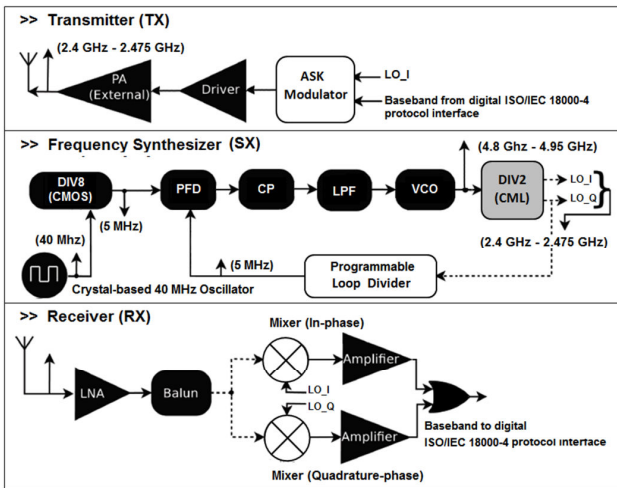 >> Transmitter (TX)
(2.4 GHz - 2.475 GHz)
PA
(External)
Driver
ASK
Modulator
LO_I
Baseband from digital ISO/IEC 18000-4
protocol interface
>> Frequency Synthesizer (SX)
(4.8 Ghz - 4.95 GHz)
DIV8
(CMOS)
PFD
CP
LPF
VCO
DIV2
(CML)
LO_I
LO_Q
(5 MHz)
(2.4 GHz - 2.475 GHz)
(40 Mhz)
(5 MHz)
Programmable
Loop Divider
Crystal-based 40 MHz Oscillator
>> Receiver (RX)
Mixer (In-phase)
Amplifier
LNA
Balun
LO_I
LO_Q
Amplifier
Baseband to digital
ISO/IEC 18000-4 protocol interface
Mixer (Quadrature-phase)